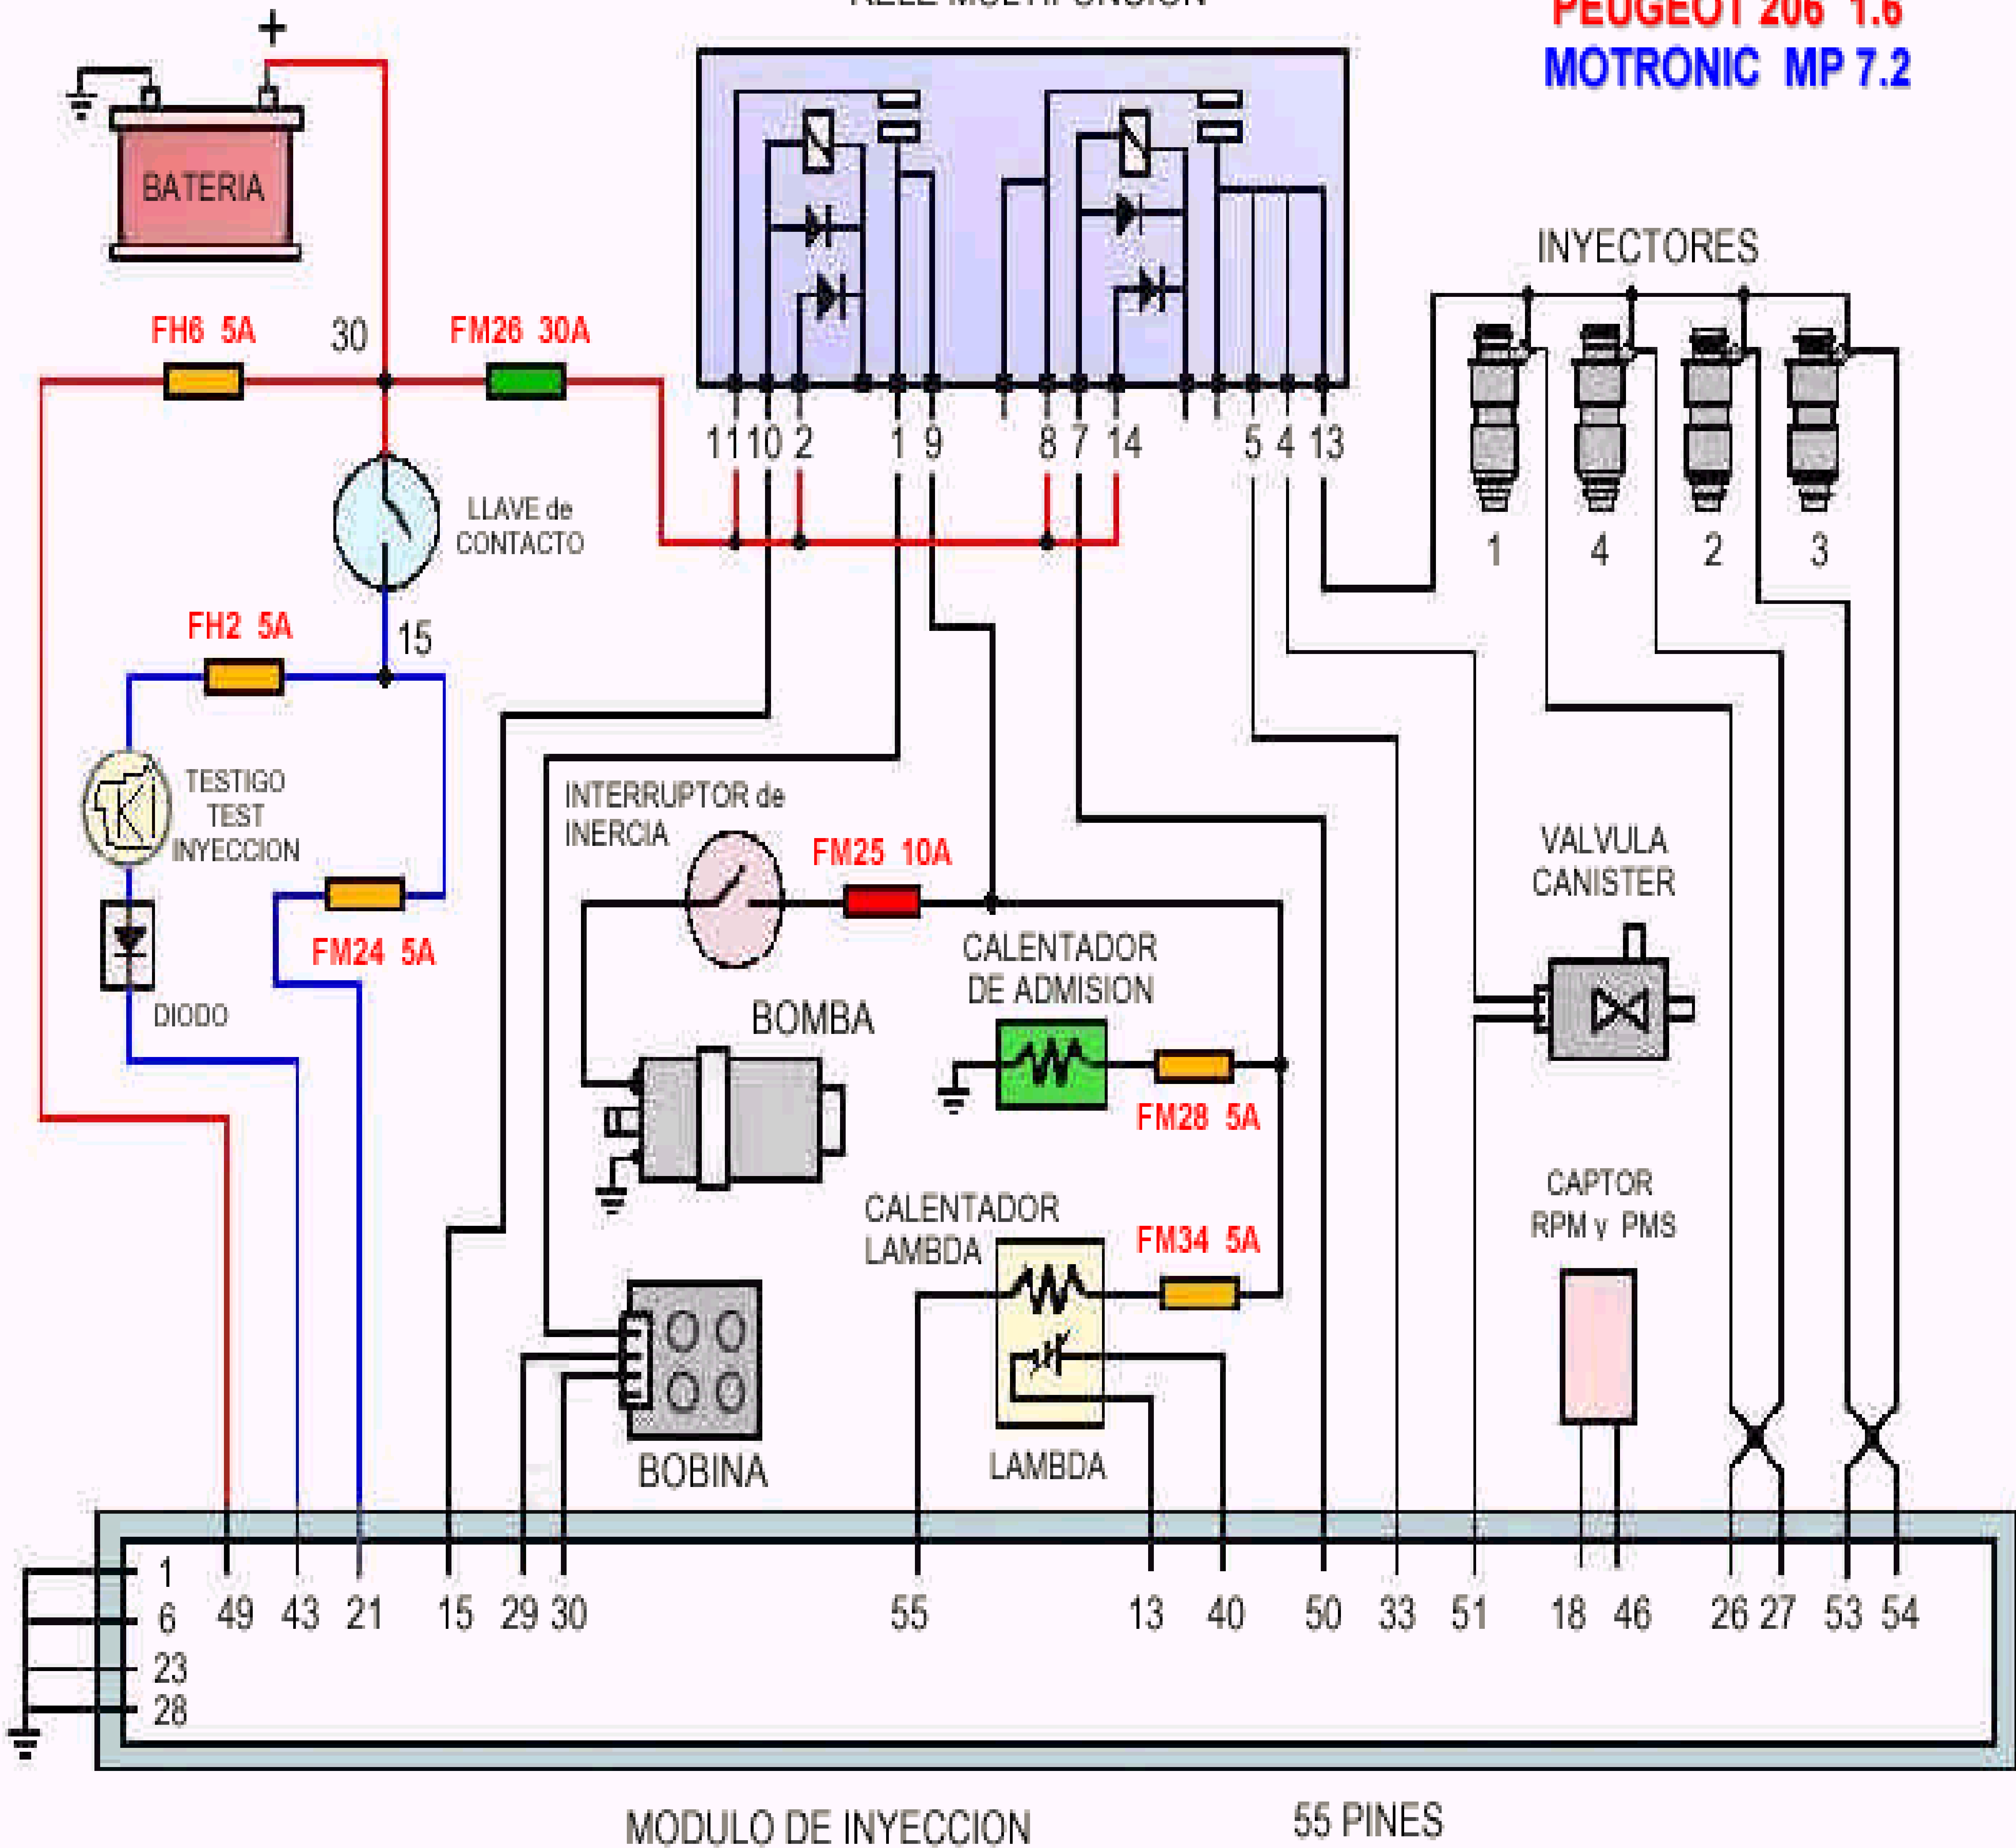 RELE MULTIFUNCION
PEUGEOT 206 1.6
MOTRONIC MP 7.2
+
BATERIA
FH6 5A
30
FM26 30A
INYECTORES
11 10 2 1 9 8 7 14 5 4 13
LLAVE de
CONTACTO
1 4 2 3
FH2 5A
15
TESTIGO
TEST
INYECCION
INTERRUPTOR de
INERCIA
FM25 10A
VALVULA
CANISTER
FM24 5A
CALENTADOR
DE ADMISION
DIODO
BOMBA
FM28 5A
CAPTOR
RPM y PMS
CALENTADOR
LAMBDA
FM34 5A
BOBINA
LAMBDA
1
6
23
28
49 43 21 15 29 30 55 13 40 50 33 51 18 46 26 27 53 54
MODULO DE INYECCION
55 PINES